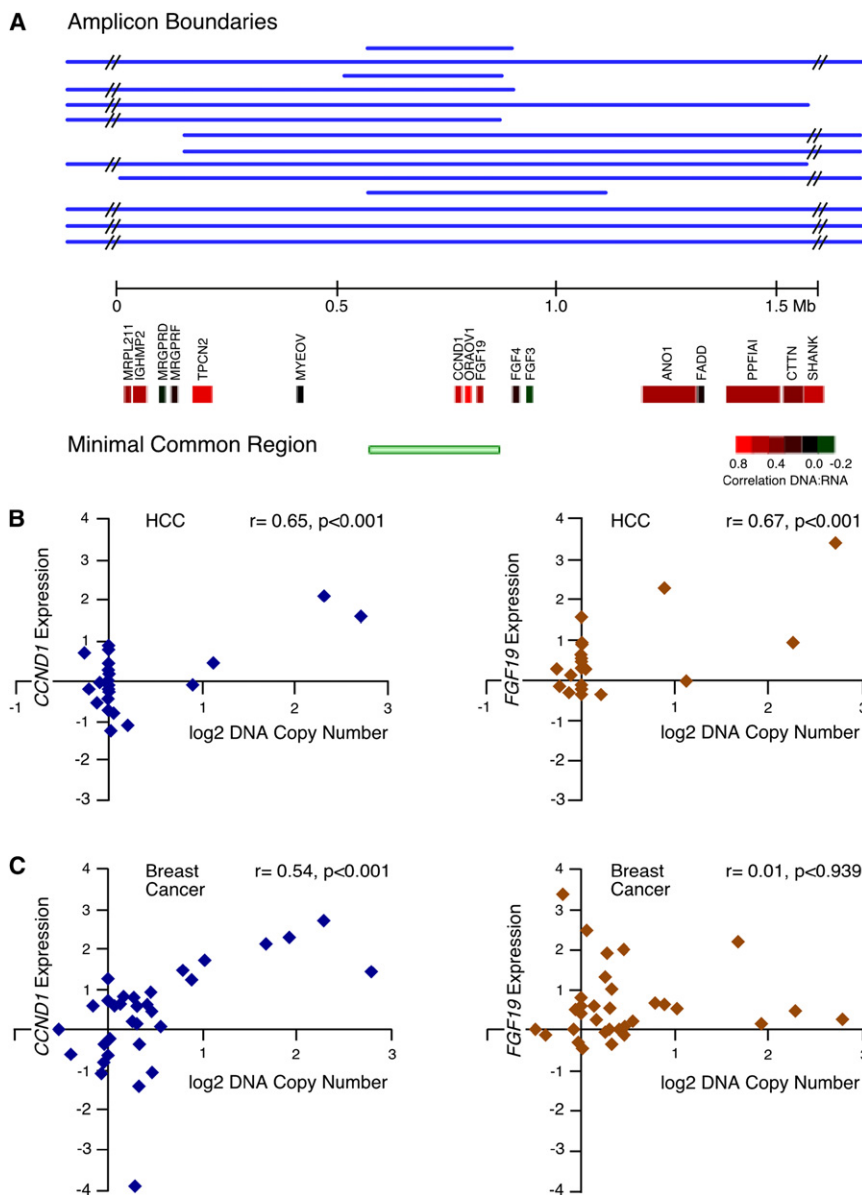 A Amplicon Boundaries
0 0.5 1.0 1.5 Mb
MRPL211
IGHMP2
MRGPRD
MRGPRF
TPCN2
MYEOV
CCND1
ORAOV1
FGF19
FGF4
FGF3
ANO1
FADD
PPFIAI
CTTN
SHANK
Minimal Common Region
0.8 0.4 0.0 -0.2
Correlation DNA:RNA
B
HCC r= 0.65, p<0.001
CCND1 Expression
4
3
2
1
-1 1 2 3
-1
-2
-3
log2 DNA Copy Number
HCC r= 0.67, p<0.001
FGF19 Expression
4
3
2
1
-1 1 2 3
-1
-2
-3
log2 DNA Copy Number
C
Breast
Cancer
r= 0.54, p<0.001
CCND1 Expression
4
3
2
1
1 2 3
-1
-2
-3
-4
log2 DNA Copy Number
Breast
Cancer
r= 0.01, p<0.939
FGF19 Expression
4
3
2
1
1 2 3
-1
-2
-3
-4
log2 DNA Copy Number